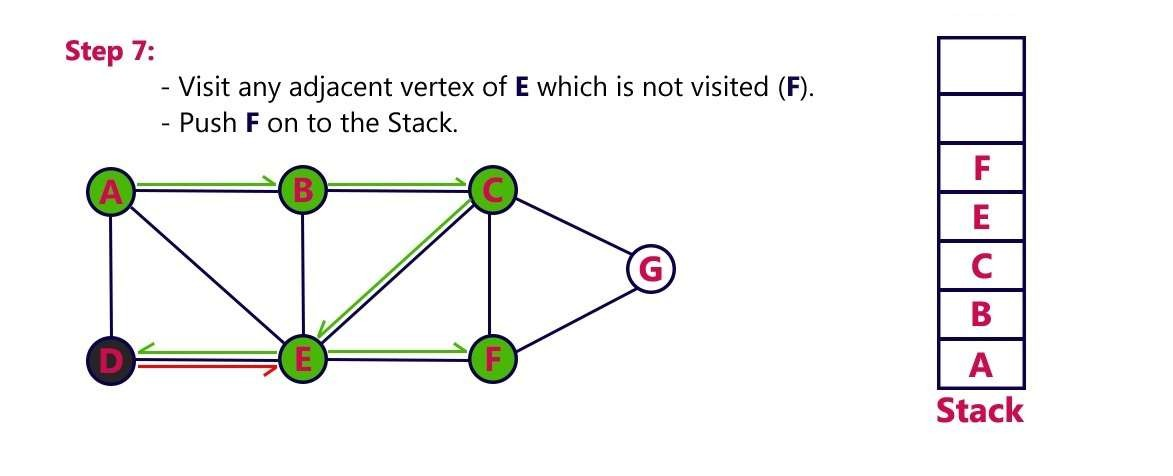 Step 7:
- Visit any adjacent vertex of E which is not visited (F).
- Push F on to the Stack.
A
B
C
G
D
E
F
F
E
C
B
A
Stack